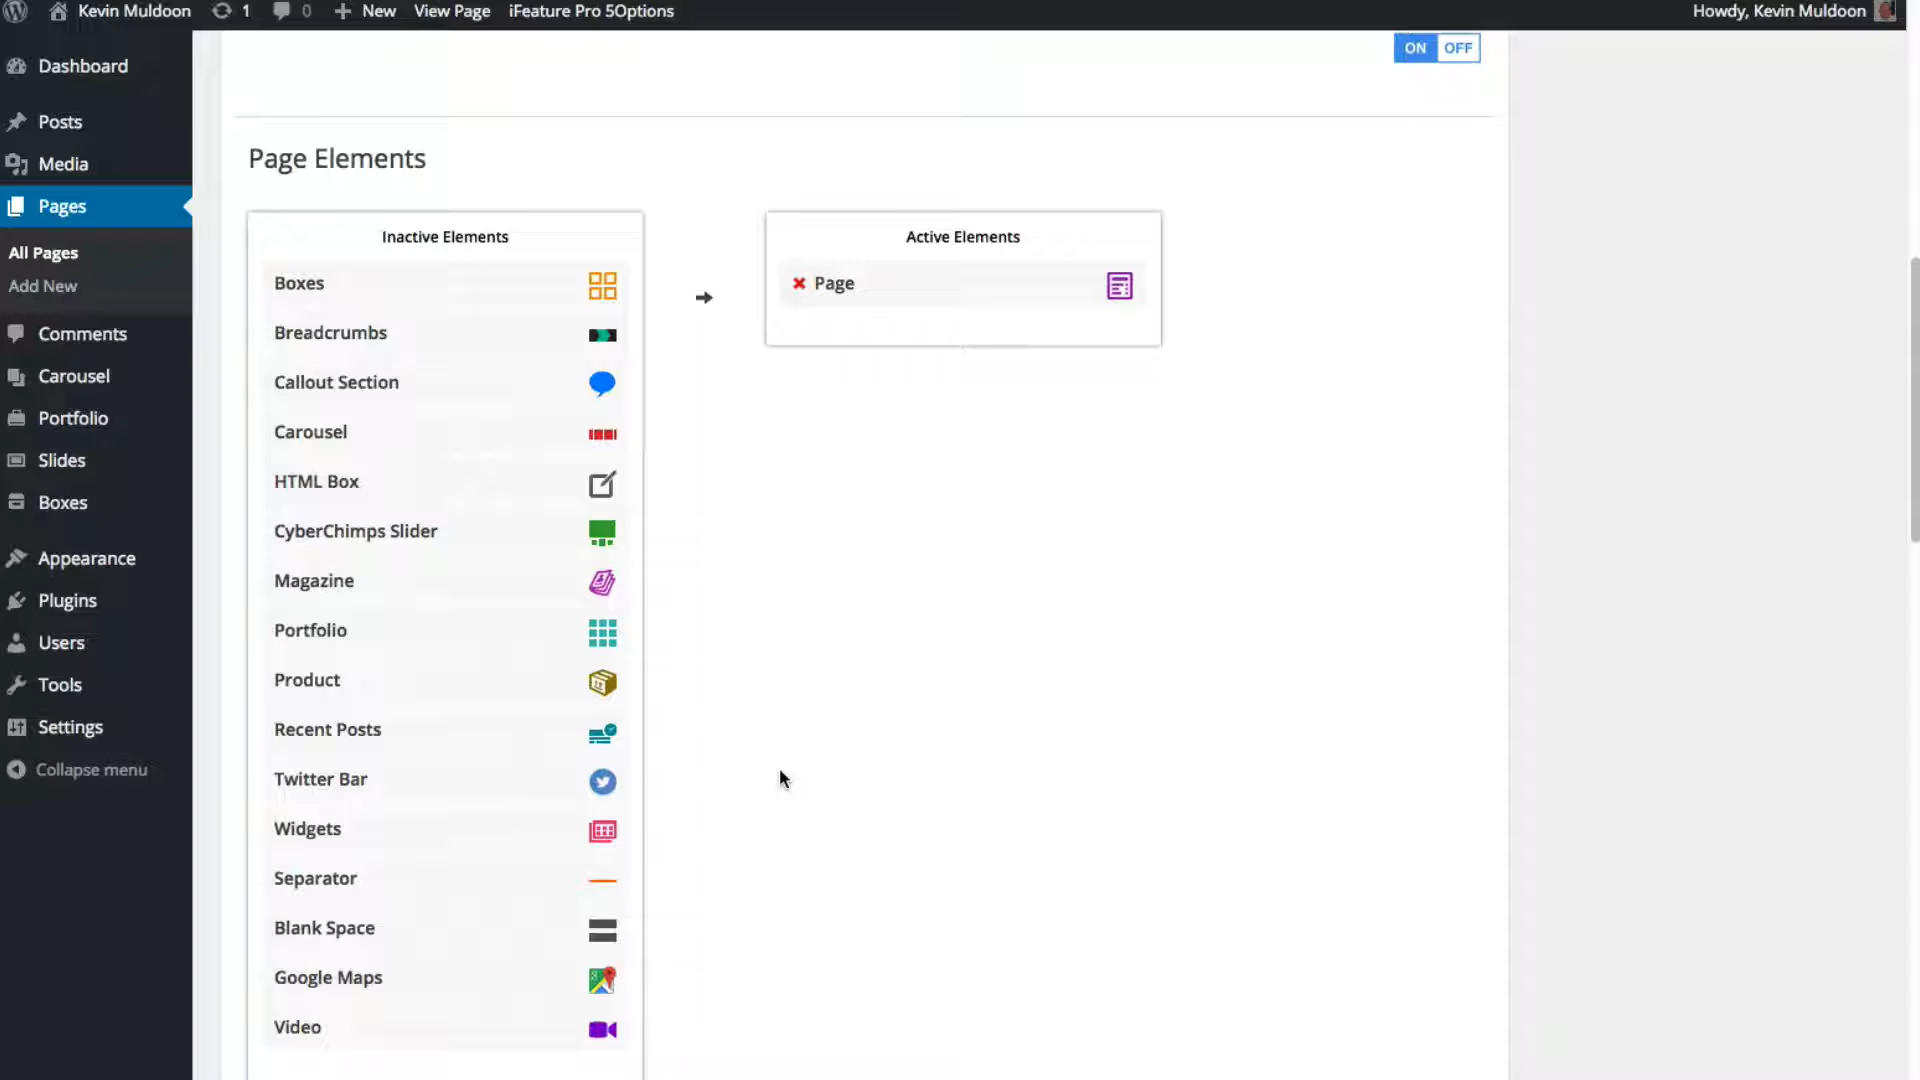 Kevin Muldoon 1 0 New View Page iFeature Pro 5Options Howdy, Kevin Muldoon
Dashboard
Posts
Media
Pages
All Pages
Add New
Comments
Carousel
Portfolio
Slides
Boxes
Appearance
Plugins
Users
Tools
Settings
Collapse menu
ON OFF
Page Elements
Inactive Elements
Boxes
Breadcrumbs
Callout Section
Carousel
HTML Box
CyberChimps Slider
Magazine
Portfolio
Product
Recent Posts
Twitter Bar
Widgets
Separator
Blank Space
Google Maps
Video
Active Elements
Page